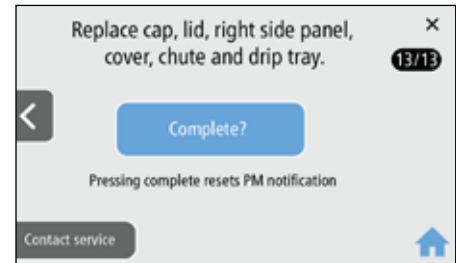 Replace cap, lid, right side panel,
cover, chute and drip tray.
13/13
Complete?
Pressing complete resets PM notification
Contact service